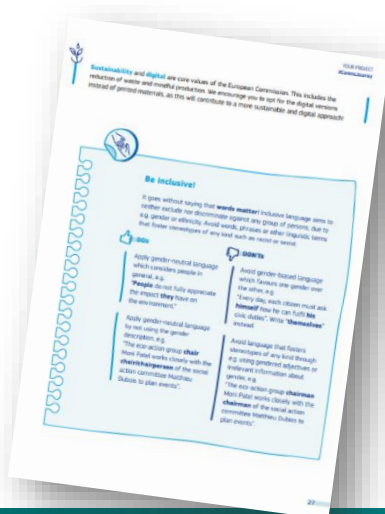 YOUR PROJECT
Sustainability and digital are core values of the European Commission. This includes the
reduction of waste and mindful production. We encourage you to opt for the digital versions
instead of printed materials, as this will contribute to a more sustainable and digital approach!
Be inclusive!
It goes without saying that words matter! Inclusive language aims to
neither exclude nor discriminate against any group of persons, due to
e.g. gender or ethnicity. Avoid words, phrases or other linguistic terms
that foster stereotypes of any kind such as racist or sexist.
DOs
Apply gender-neutral language
which considers people in
general, e.g.
"People do not fully appreciate
the impact they have on
the environment."
Apply gender-neutral language
by not using the gender
description, e.g.
"The eco-action group chair
Moni Patel works closely with the
chair/chairperson of the social
action committee Matthieu
Dubois to plan events".
DON'Ts
Avoid gender-biased language
which favours one gender over
the other, e.g.
"Every day, each citizen must ask
himself how he can fulfil his
civic duties". Write "themselves"
instead.
Avoid language that fosters
stereotypes of any kind through
e.g. using gendered adjectives or
irrelevant information about
gender, e.g.
"The eco-action group chairman
Moni Patel works closely with the
chairman of the social action
committee Matthieu Dubois to
plan events".
27